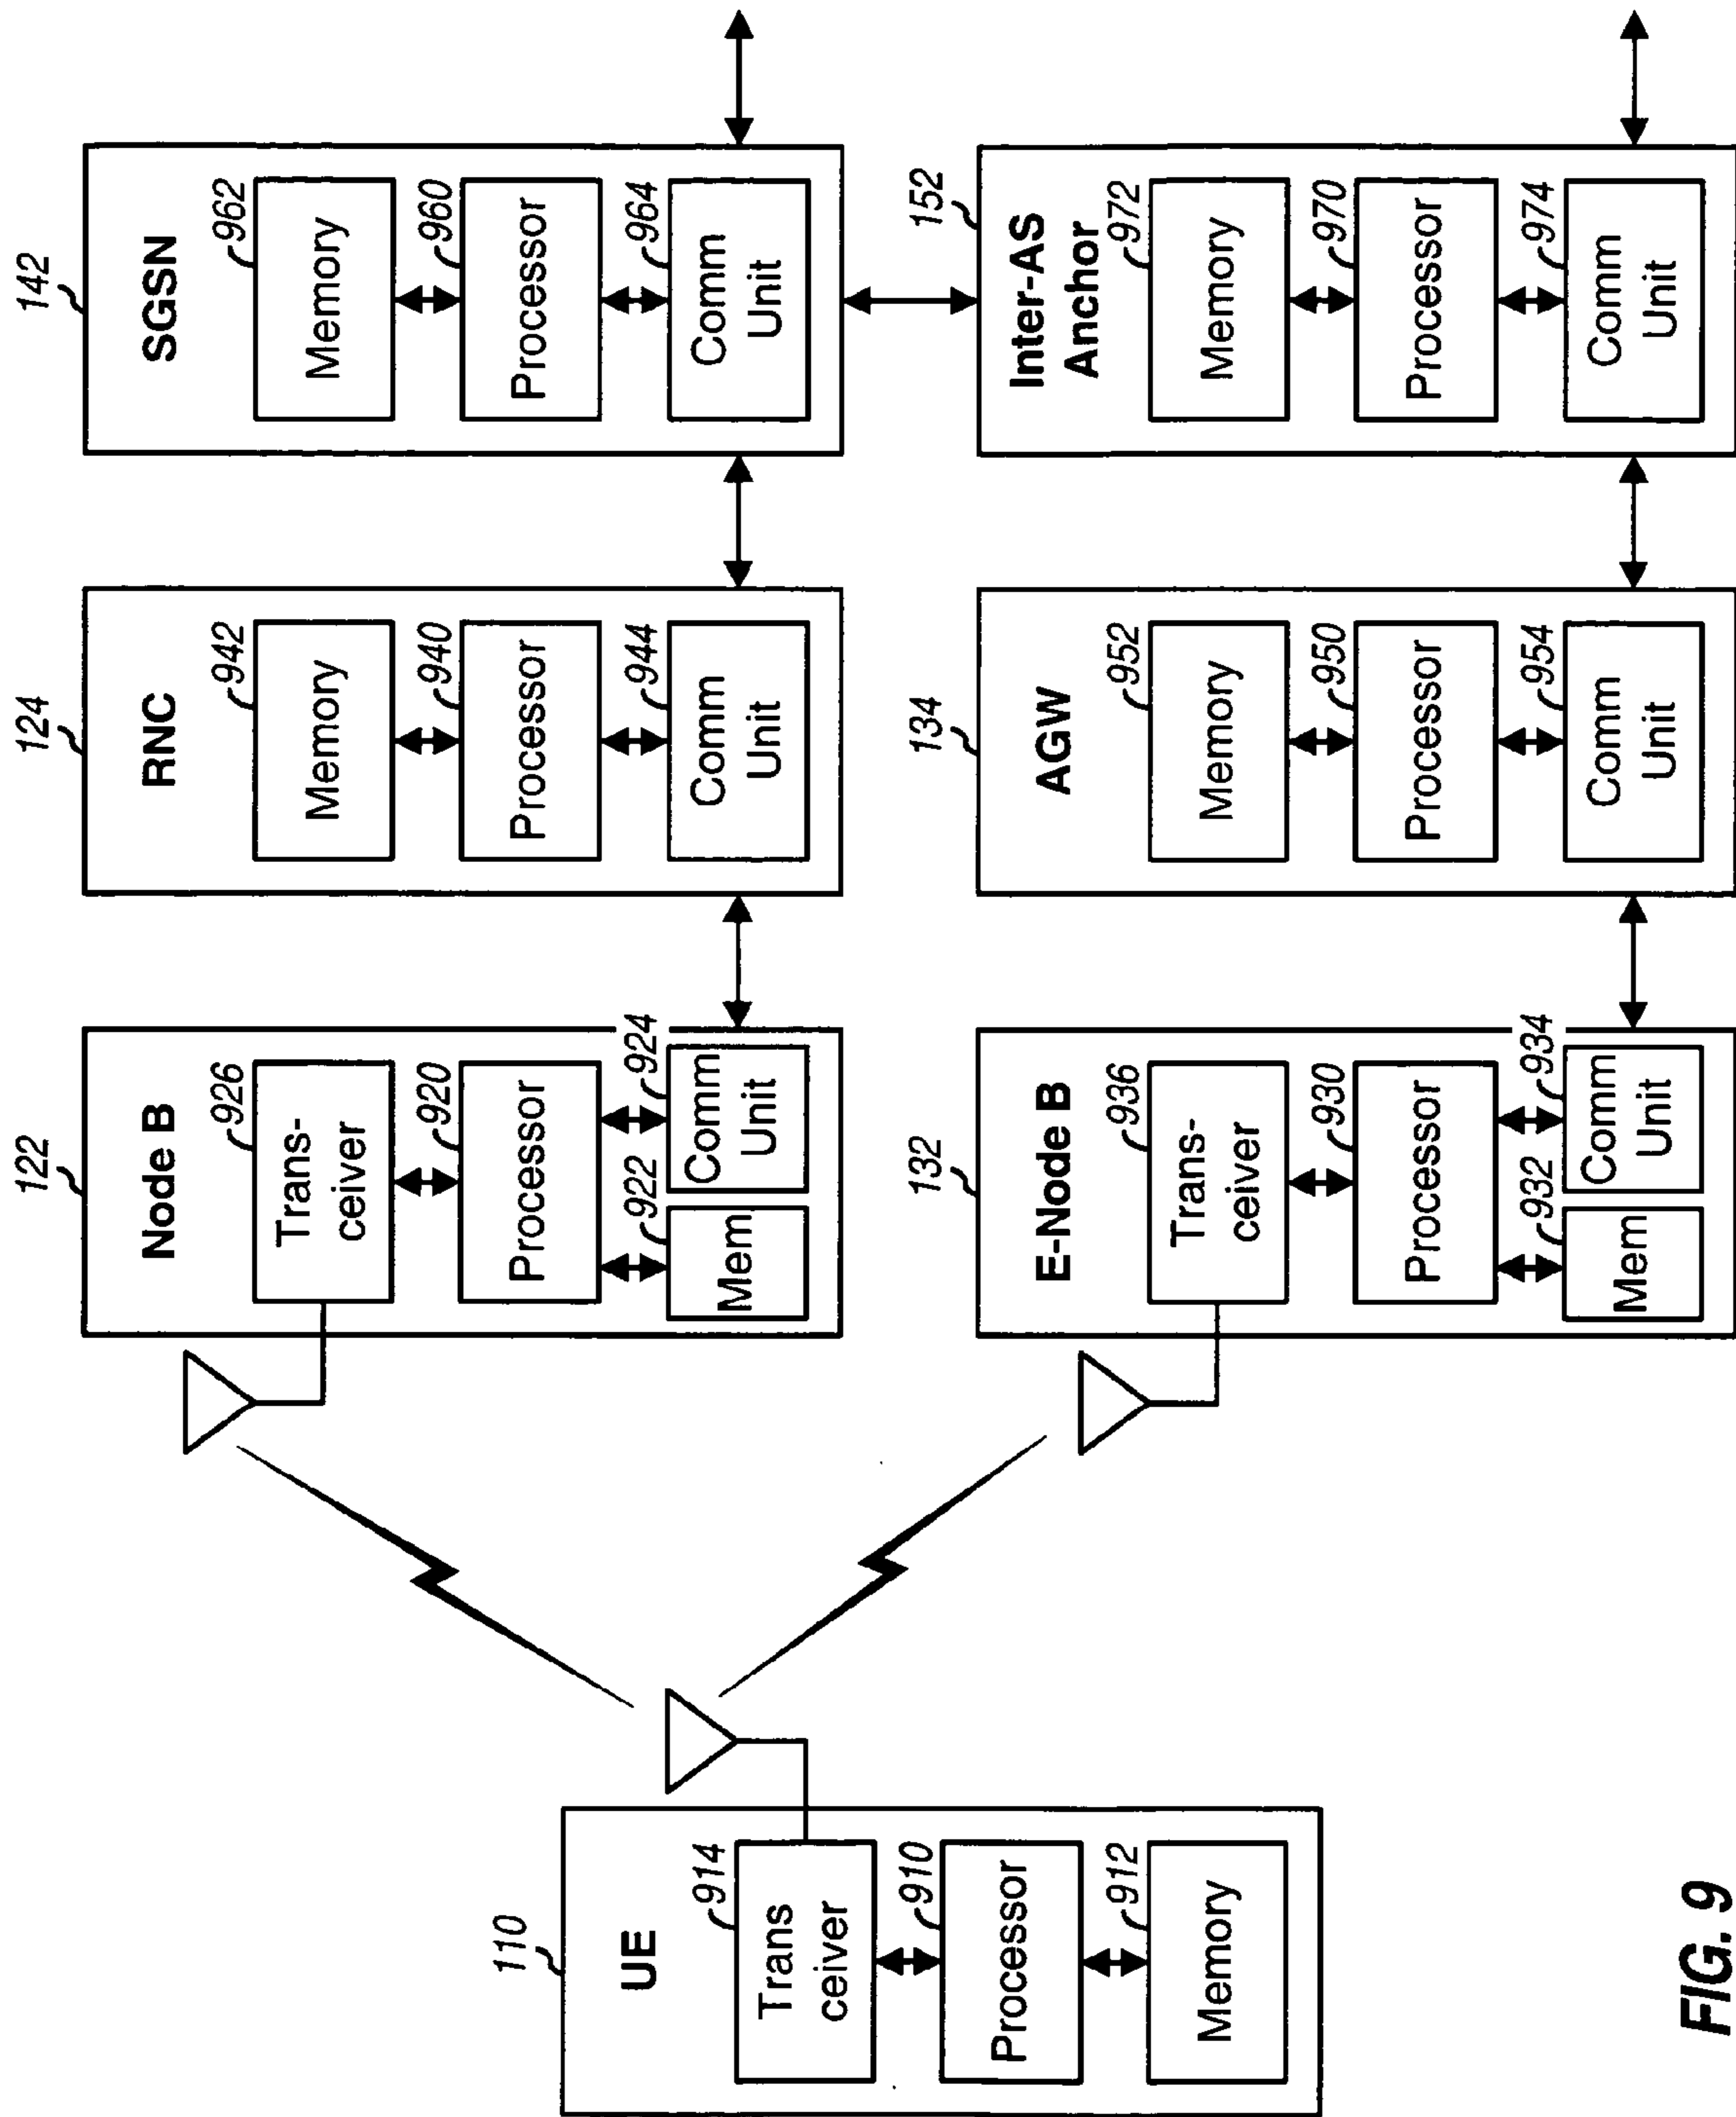 110
UE
914
Trans
ceiver
910
Processor
912
Memory
122
Node B
926
Trans-
ceiver
920
Processor
922
924
Mem
Comm
Unit
124
RNC
942
Memory
940
Processor
944
Comm
Unit
142
SGSN
962
Memory
960
Processor
964
Comm
Unit
132
E-Node B
936
Trans-
ceiver
930
Processor
932
934
Mem
Comm
Unit
134
AGW
952
Memory
950
Processor
954
Comm
Unit
152
Inter-AS
Anchor
972
Memory
970
Processor
974
Comm
Unit
FIG. 9